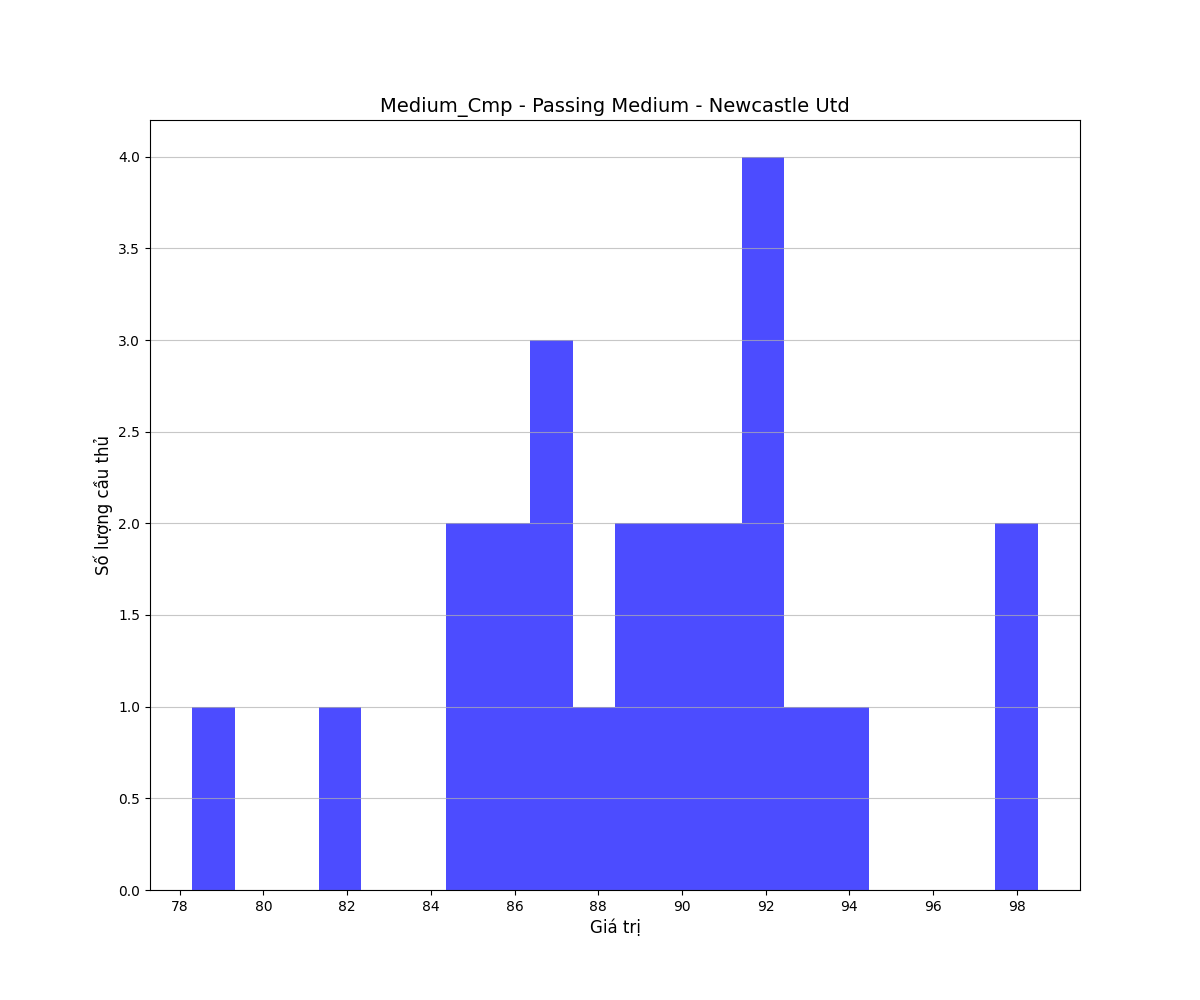 Medium_Cmp - Passing Medium - Newcastle Utd
Số lượng cầu thủ
4.0
3.5
3.0
2.5
2.0
1.5
1.0
0.5
0.0
78 80 82 84 86 88 90 92 94 96 98
Giá trị